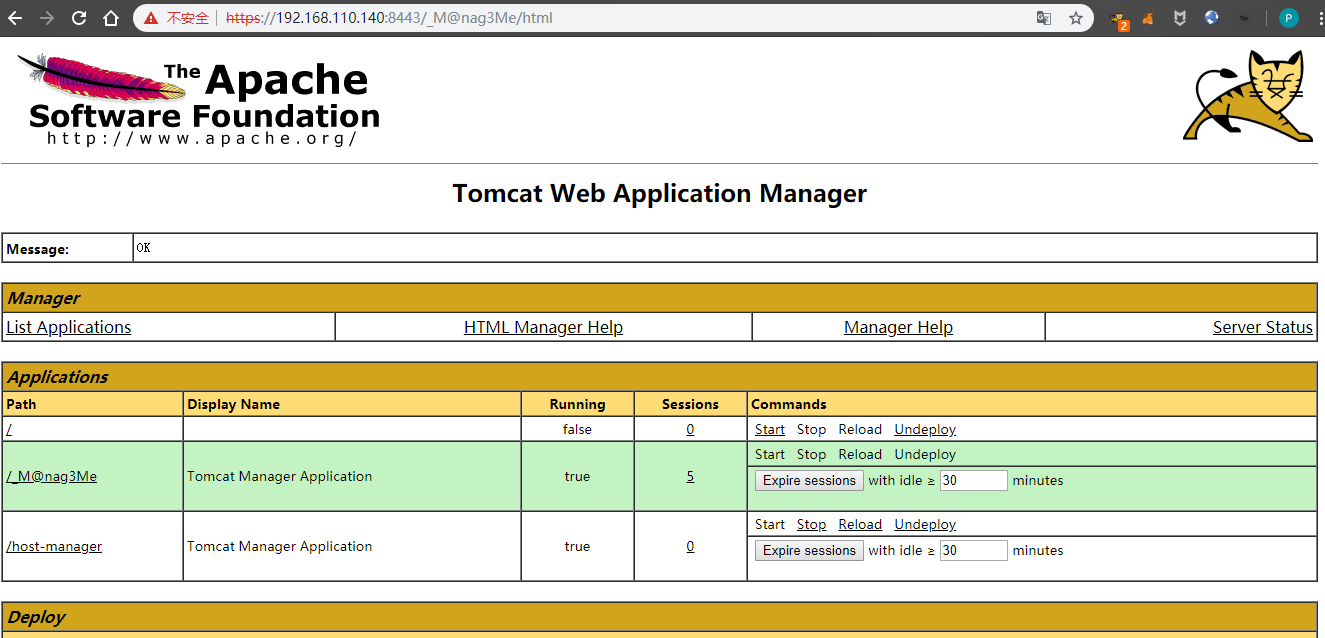 不安全 https://192.168.110.140:8443/_M@nag3Me/html 2 P
The Apache
Software Foundation
http://www.apache.org/
Tomcat Web Application Manager
Message: OK
Manager
List Applications HTML Manager Help Manager Help Server Status
Applications
Path Display Name Running Sessions Commands
/ false 0 Start Stop Reload Undeploy
Start Stop Reload Undeploy
/_M@nag3Me Tomcat Manager Application true 5
Expire sessions with idle ≥ 30 minutes
Start Stop Reload Undeploy
/host-manager Tomcat Manager Application true 0
Expire sessions with idle ≥ 30 minutes
Deploy